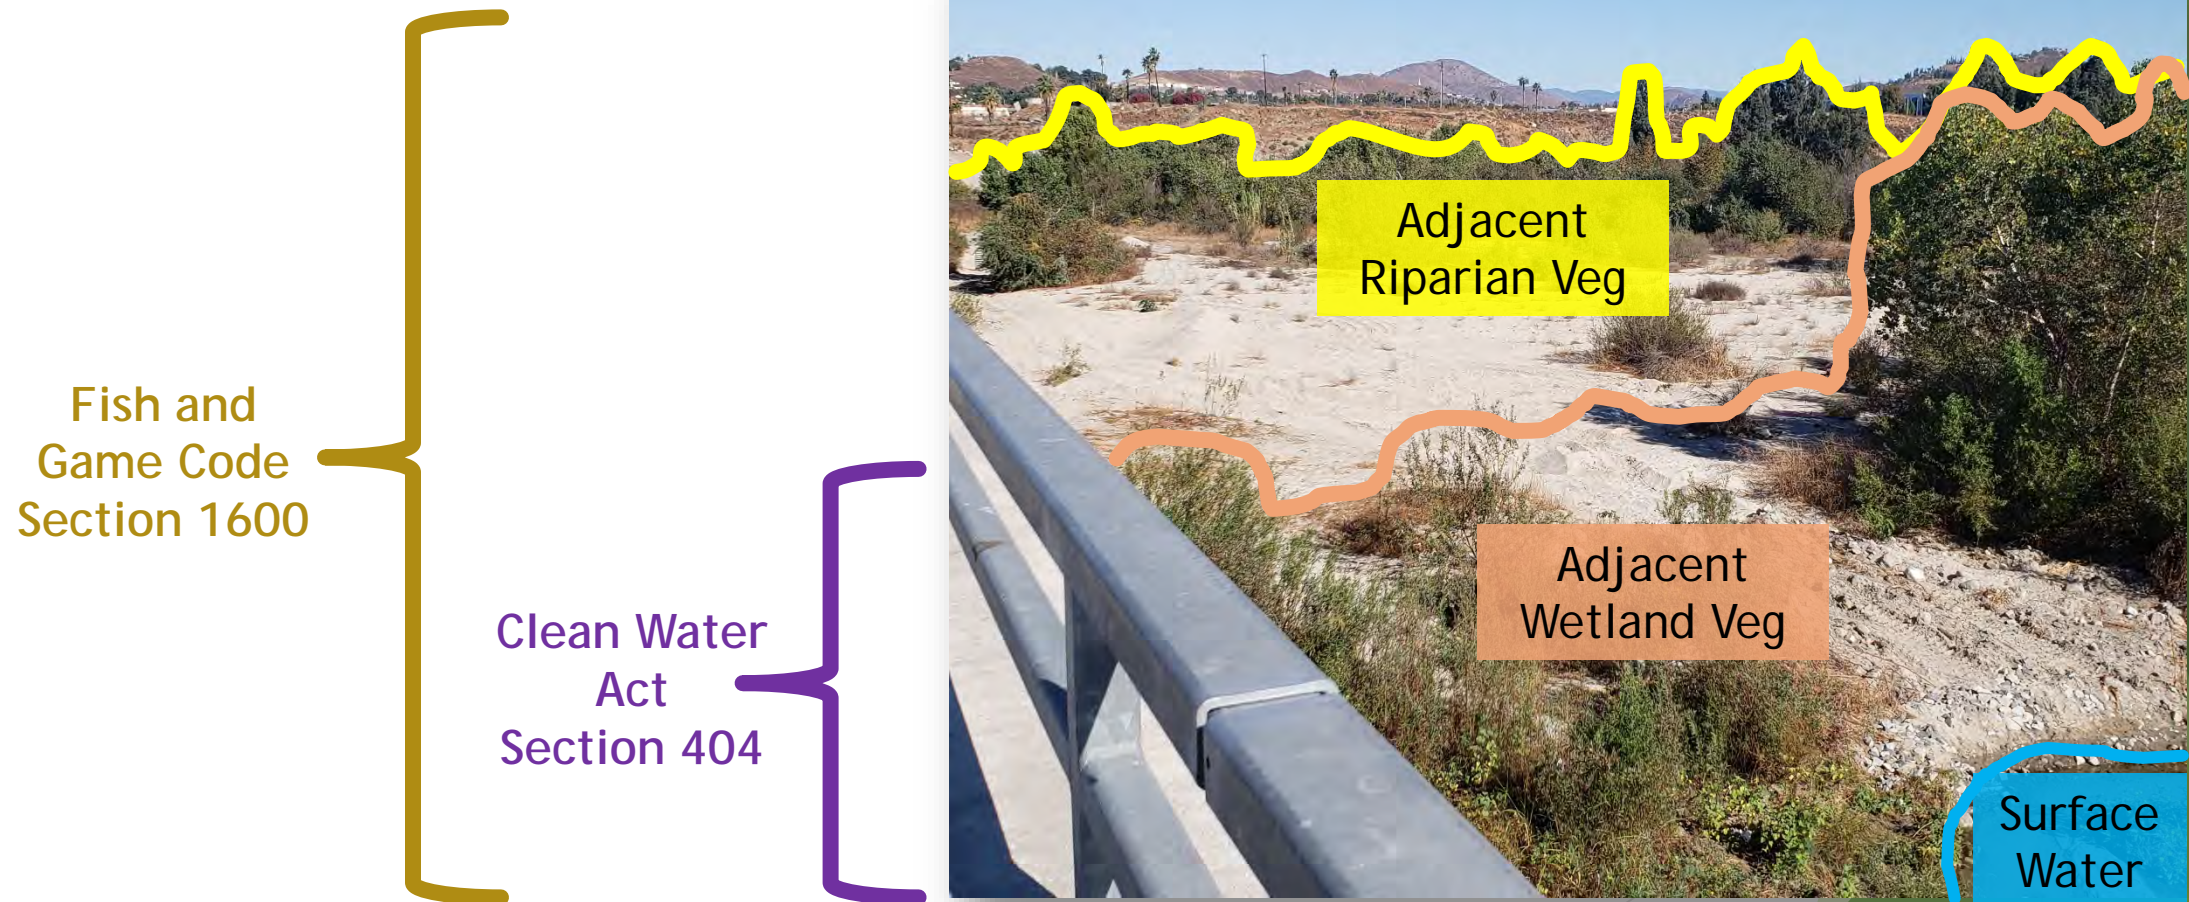 Fish and
Game Code
Section 1600
Clean Water
Act
Section 404
Adjacent
Riparian Veg
Adjacent
Wetland Veg
Surface
Water